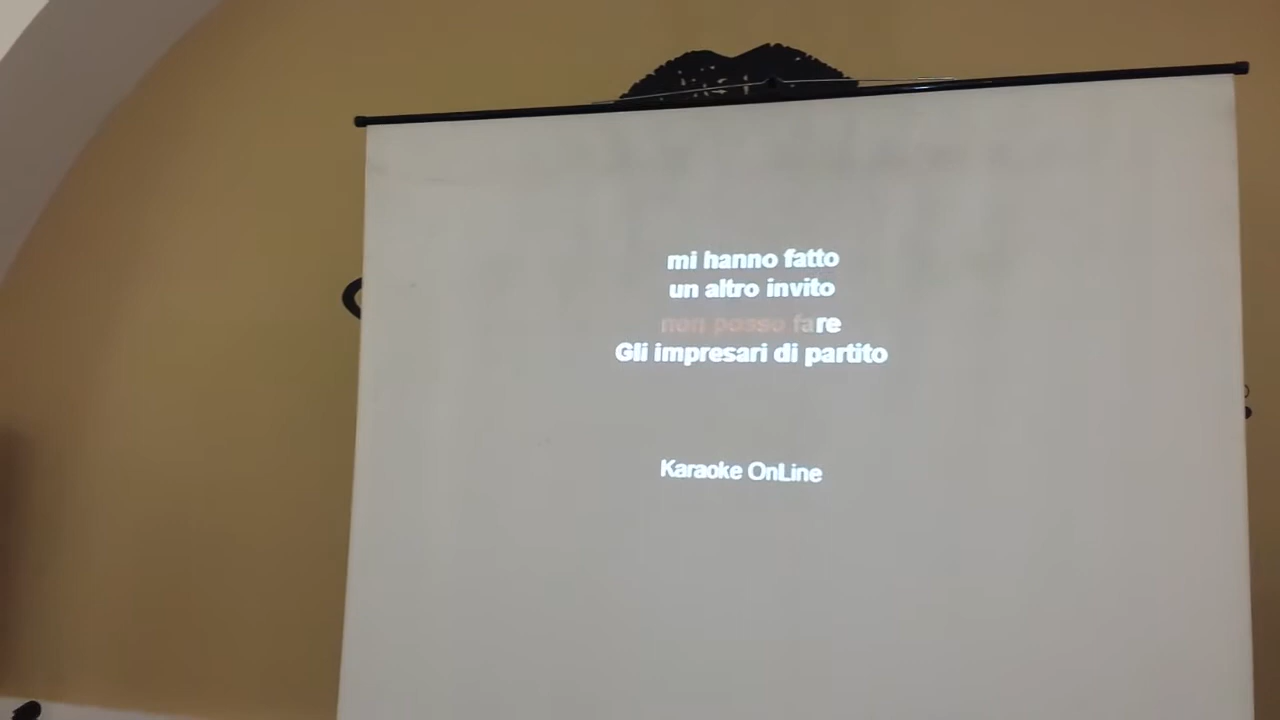 mi hanno fatto
un altro invito
non posso fare
Gli impresari di partito
Karaoke OnLine